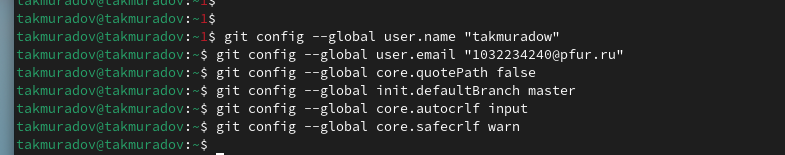 takmuradov@takmuradov:~1$
takmuradov@takmuradov:~1$
takmuradov@takmuradov:~1$ git config --global user.name "takmuradow"
takmuradov@takmuradov:~$ git config --global user.email "1032234240@pfur.ru"
takmuradov@takmuradov:~$ git config --global core.quotePath false
takmuradov@takmuradov:~$ git config --global init.defaultBranch master
takmuradov@takmuradov:~$ git config --global core.autocrlf input
takmuradov@takmuradov:~$ git config --global core.safecrlf warn
takmuradov@takmuradov:~$